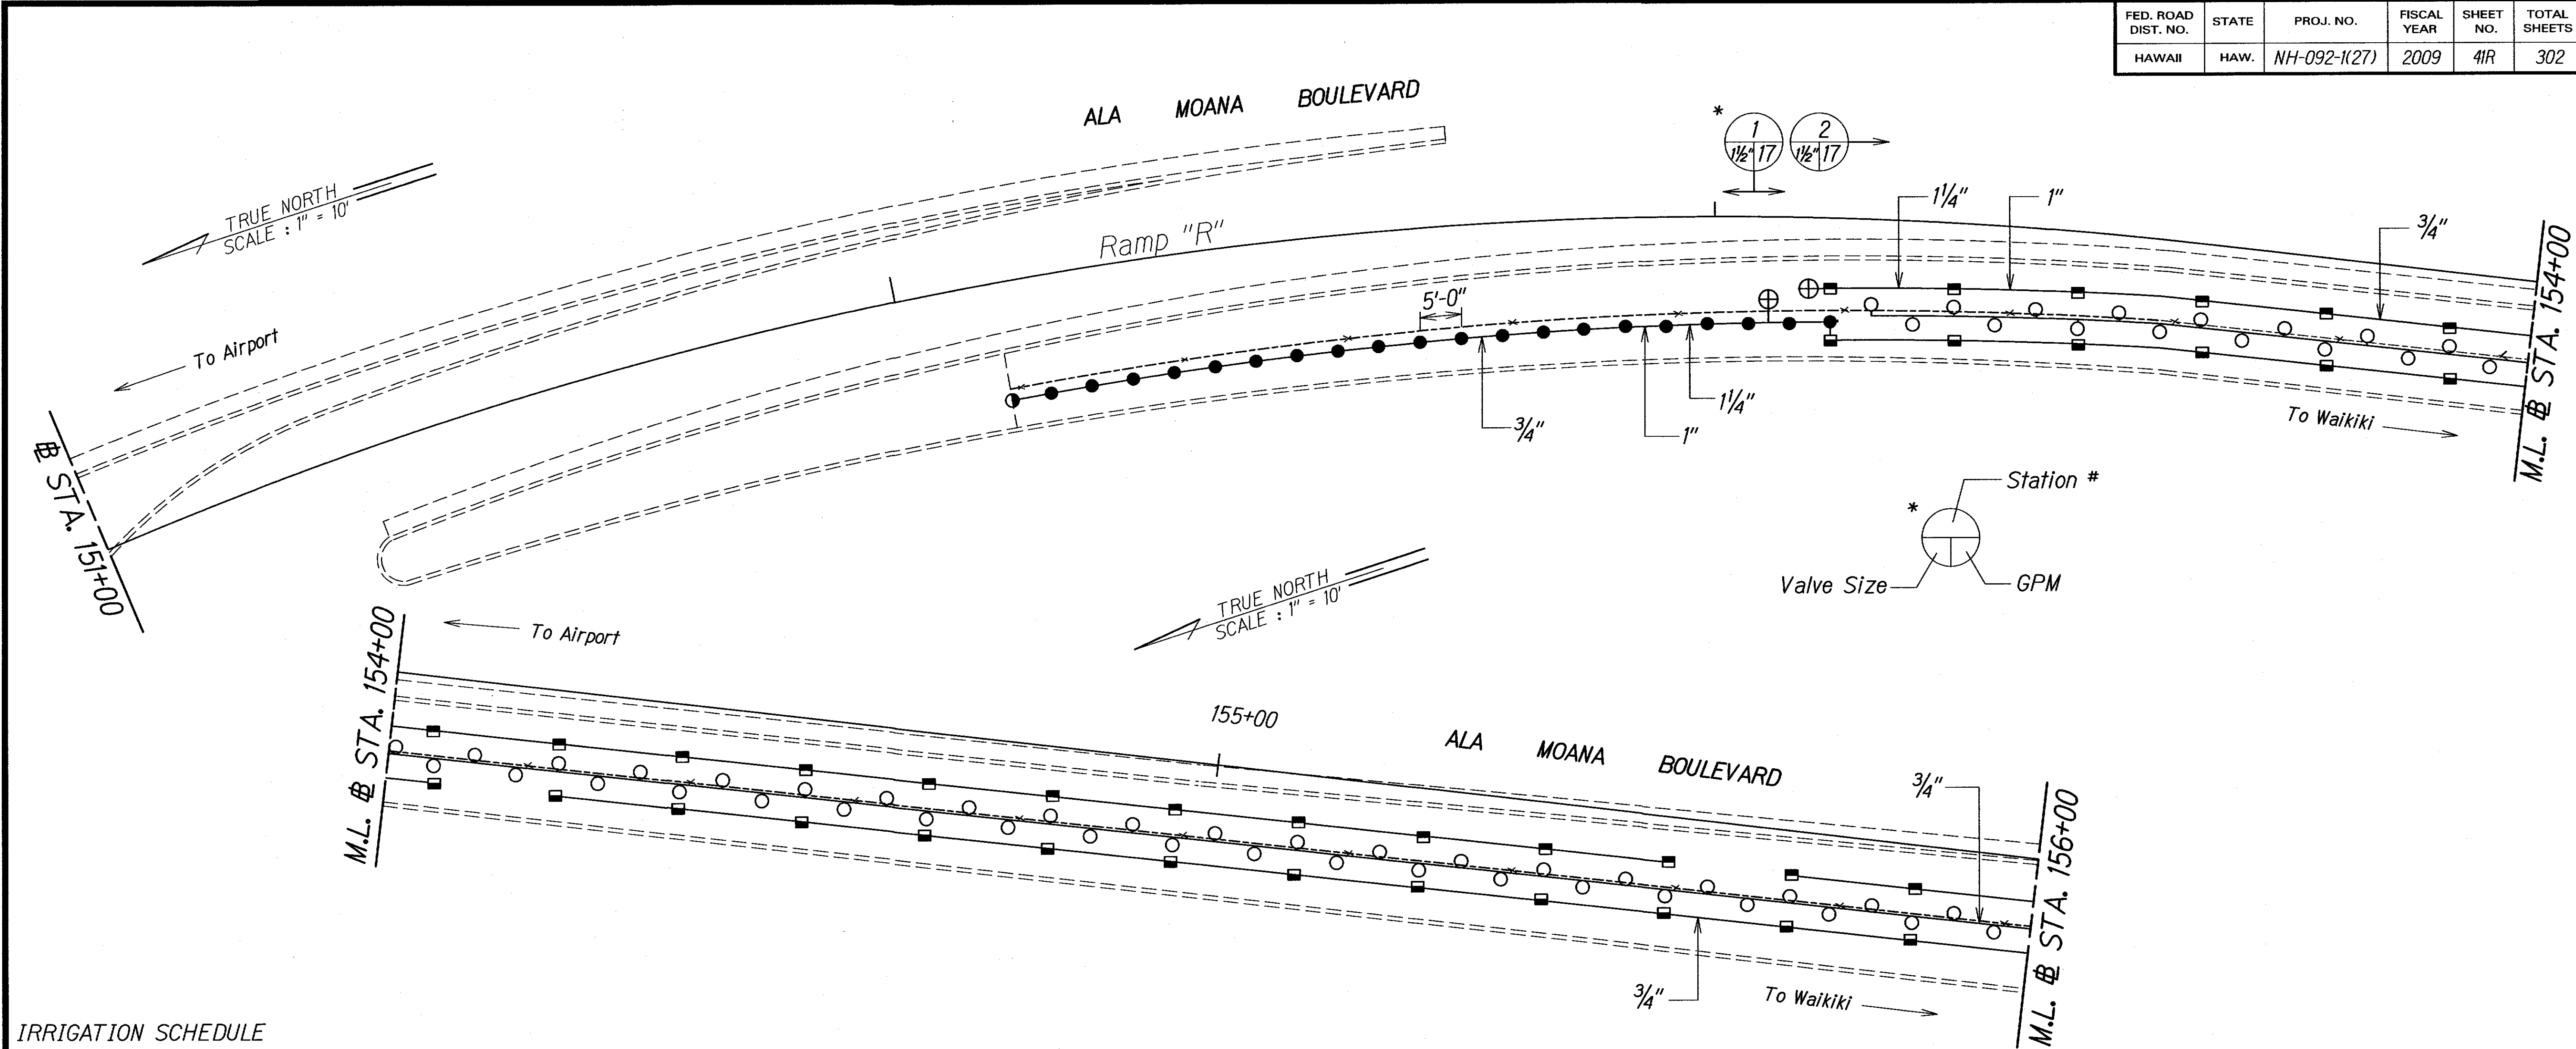 FED. ROAD DIST. NO. STATE PROJ. NO. FISCAL YEAR SHEET NO. TOTAL SHEETS
HAWAII HAW. NH-092-1(27) 2009 41R 302
ALA MOANA BOULEVARD
* 1 2
1½" 17 1½" 17
TRUE NORTH
SCALE : 1" = 10'
1¼"
1"
¾"
Ramp "R"
5'-0"
To Airport
¾"
1"
1¼"
To Waikiki
M.L. ℄ STA. 154+00
℄ STA. 151+00
Station #
*
Valve Size
GPM
TRUE NORTH
SCALE : 1" = 10'
To Airport
M.L. ℄ STA. 154+00
155+00
ALA MOANA BOULEVARD
¾"
¾"
To Waikiki
M.L. ℄ STA. 156+00
IRRIGATION SCHEDULE